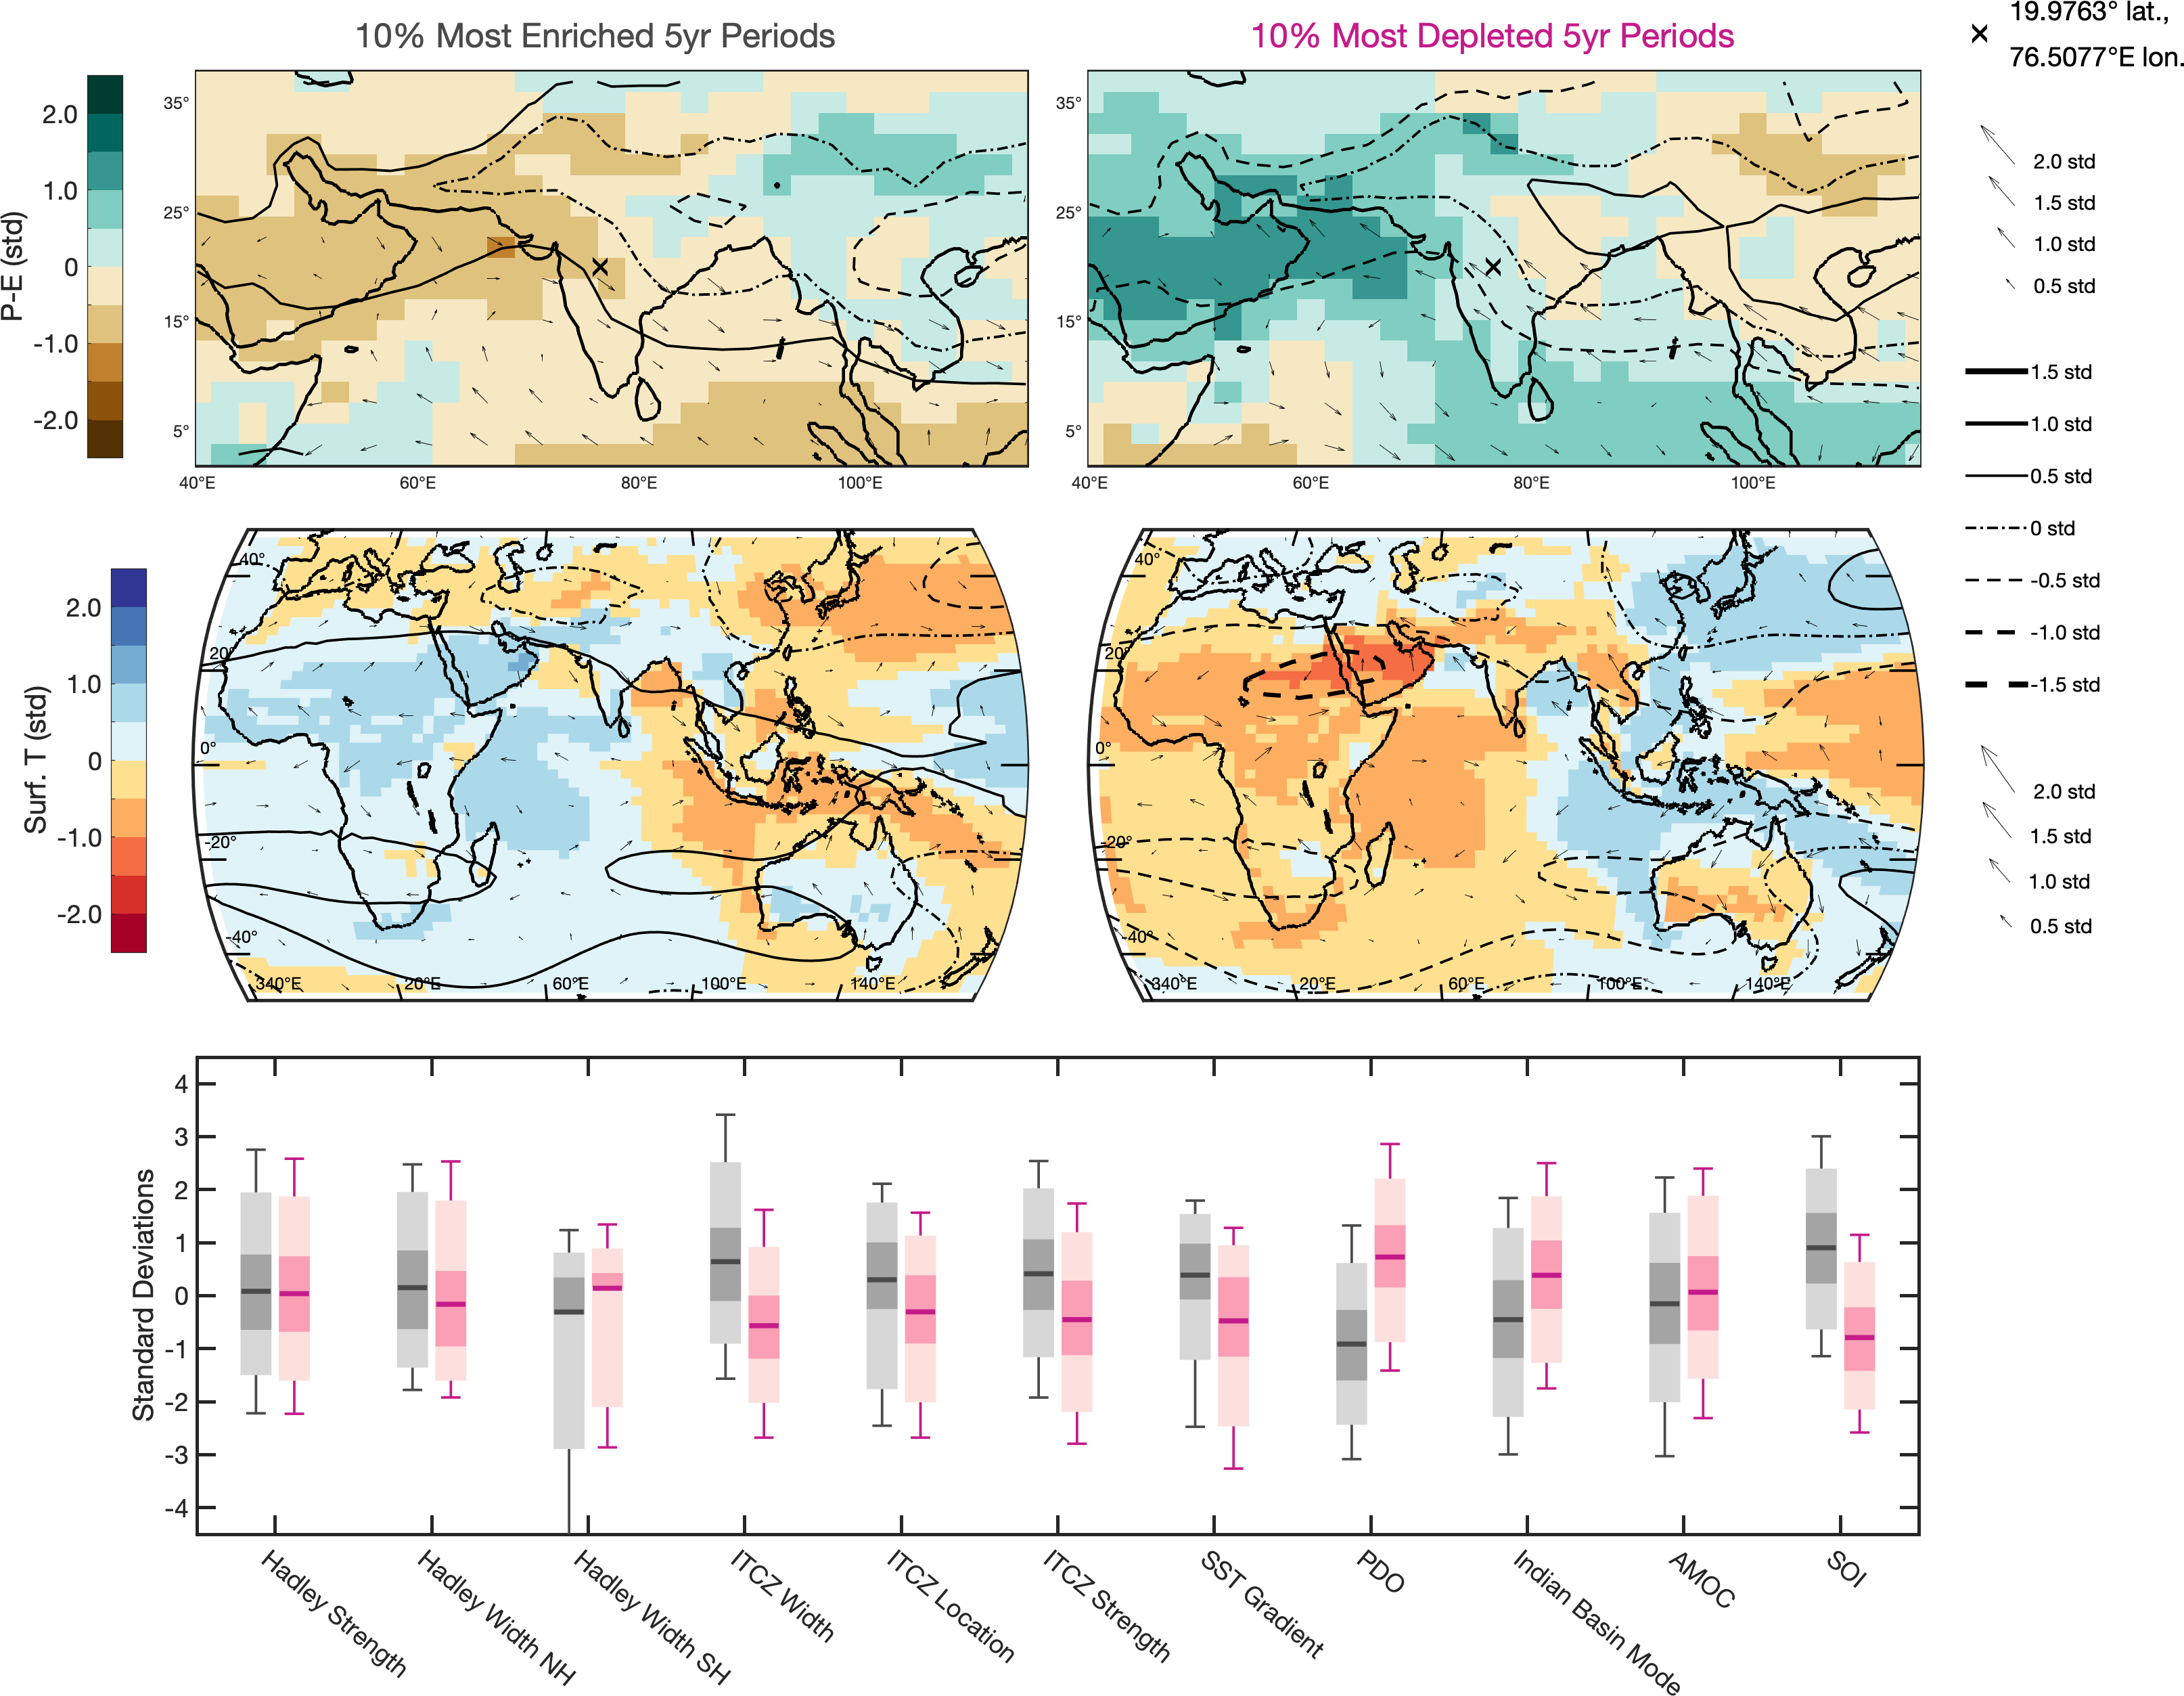 10% Most Enriched 5yr Periods
10% Most Depleted 5yr Periods
19.9763° lat.,
76.5077°E lon.
P-E (std)
2.0
1.0
0
-1.0
-2.0
35°
25°
15°
5°
40°E
60°E
80°E
100°E
35°
25°
15°
5°
40°E
60°E
80°E
100°E
2.0 std
1.5 std
1.0 std
0.5 std
1.5 std
1.0 std
0.5 std
0 std
-0.5 std
-1.0 std
-1.5 std
Surf. T (std)
2.0
1.0
0
-1.0
-2.0
40°
20°
0°
-20°
-40°
340°E
20°E
60°E
100°E
140°E
40°
20°
0°
-20°
-40°
340°E
20°E
60°E
100°E
140°E
2.0 std
1.5 std
1.0 std
0.5 std
Standard Deviations
4
3
2
1
0
-1
-2
-3
-4
Hadley Strength
Hadley Width NH
Hadley Width SH
ITCZ Width
ITCZ Location
ITCZ Strength
SST Gradient
PDO
Indian Basin Mode
AMOC
SOI